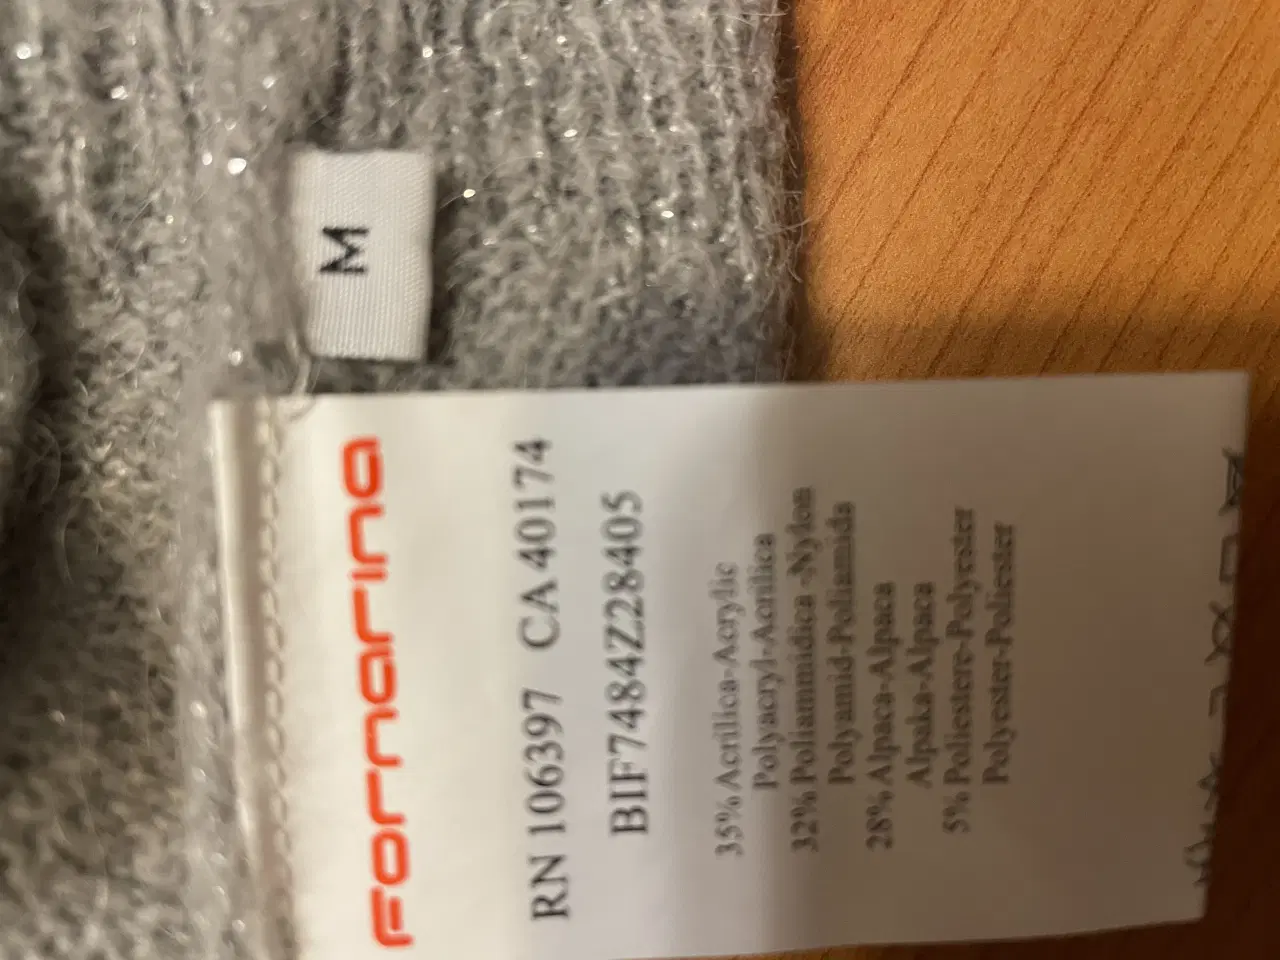 M
Fornarina
RN 106397 CA 40174
BIF7484Z28405
35% Acrilica-Acrylic
Polyacryl-Acrilica
32% Poliammidica -Nylon
Polyamid-Poliamida
28% Alpaca-Alpaca
Alpaka-Alpaca
5% Poliestere-Polyester
Polyester-Poliester